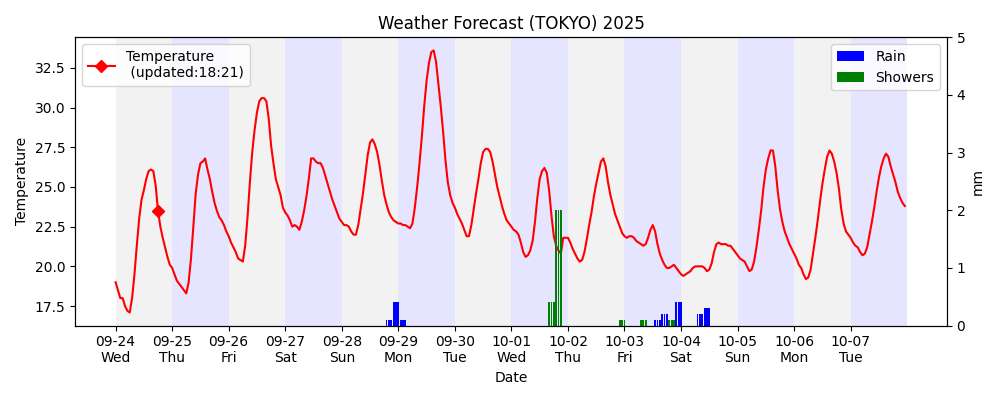 Weather Forecast (TOKYO) 2025
Temperature
(updated:18:21)
Rain
Showers
Temperature
32.5
30.0
27.5
25.0
22.5
20.0
17.5
5
4
3
2
1
0
mm
09-24 09-25 09-26 09-27 09-28 09-29 09-30 10-01 10-02 10-03 10-04 10-05 10-06 10-07
Wed Thu Fri Sat Sun Mon Tue Wed Thu Fri Sat Sun Mon Tue
Date